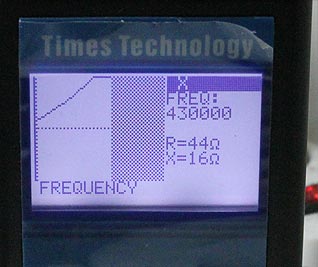 Times Technology
X
FREQ:
430000
R=44Ω
X=16Ω
FREQUENCY